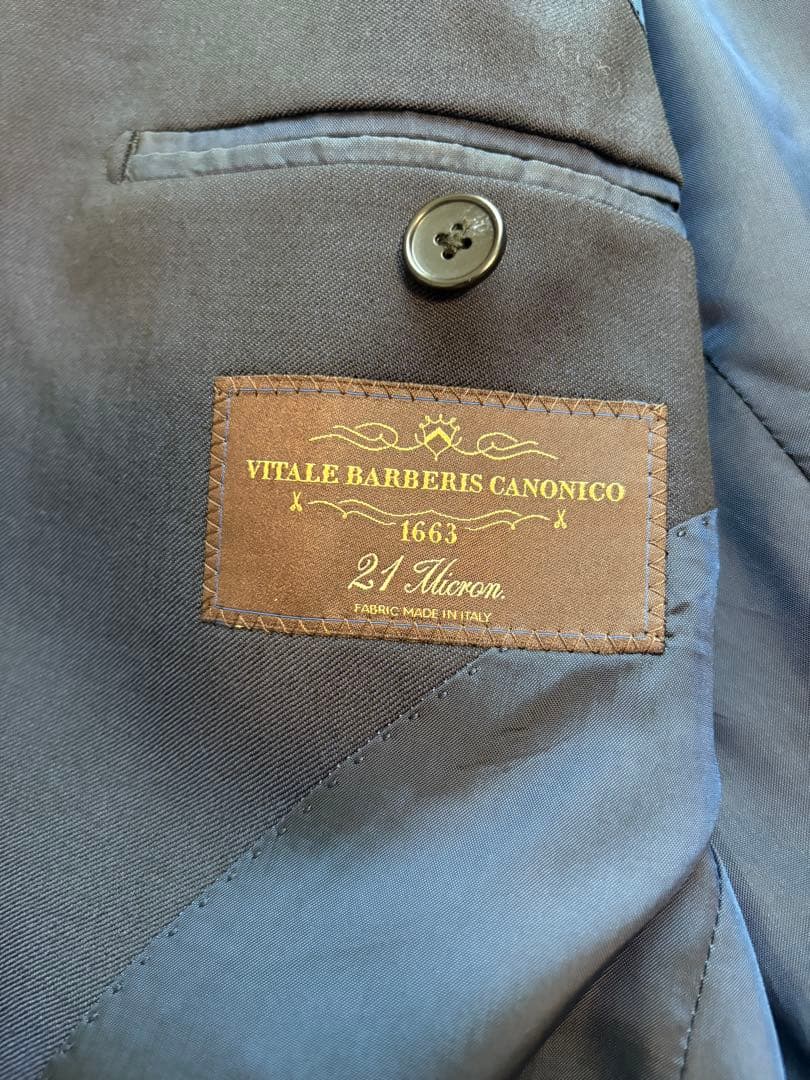 VITALE BARBERIS CANONICO
1663
21 Micron.
FABRIC MADE IN ITALY